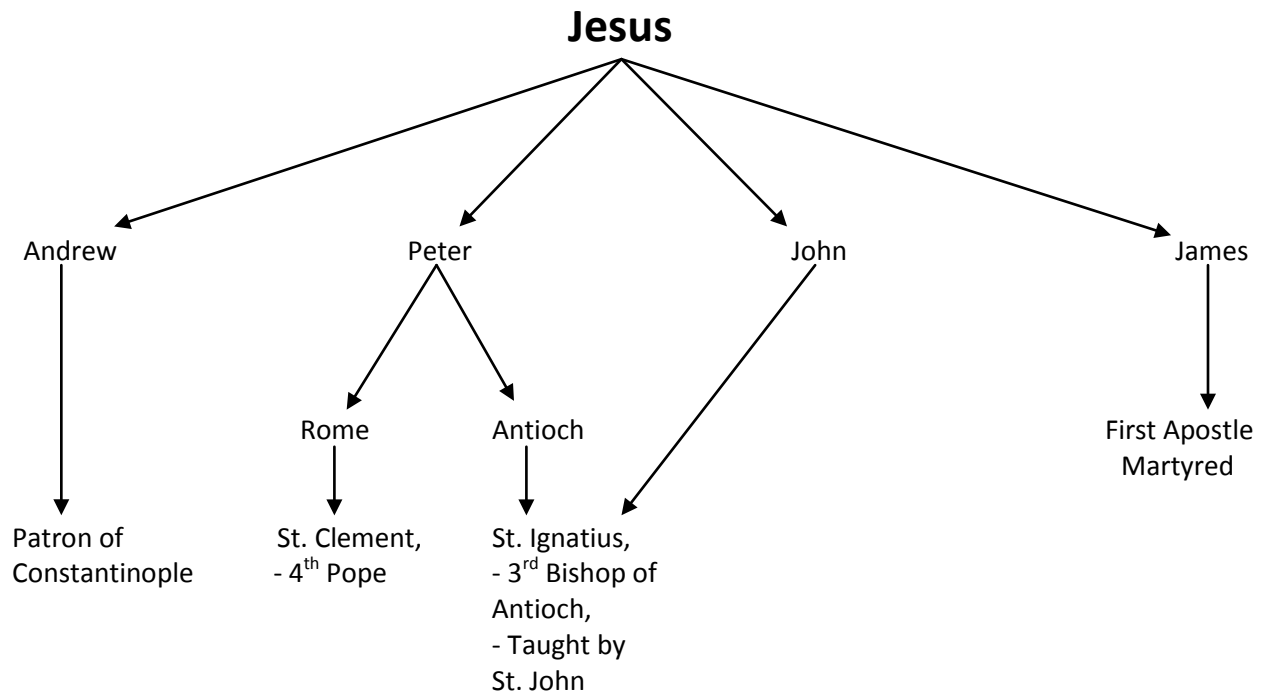 Jesus
Andrew
Peter
John
James
Rome
Antioch
First Apostle
Martyred
Patron of
Constantinople
St. Clement,
- 4th Pope
St. Ignatius,
- 3rd Bishop of
Antioch,
- Taught by
St. John